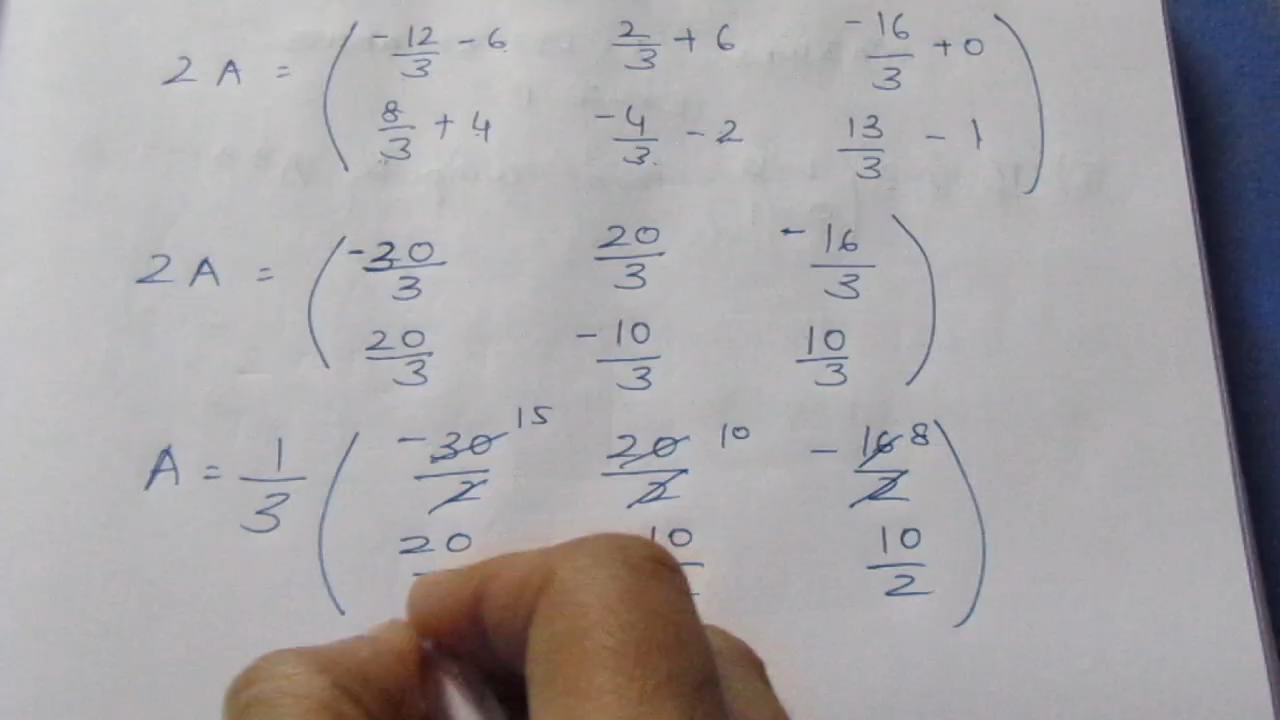 2A = ( -12/3 - 6   2/3 + 6   -16/3 + 0
8/3 + 4   -4/3 - 2   13/3 - 1 )
2A = ( -30/3   20/3   -16/3
20/3   -10/3   10/3 )
A = 1/3 ( -30/2 15   20/2 10   -16/2 8
20   10   10/2 )